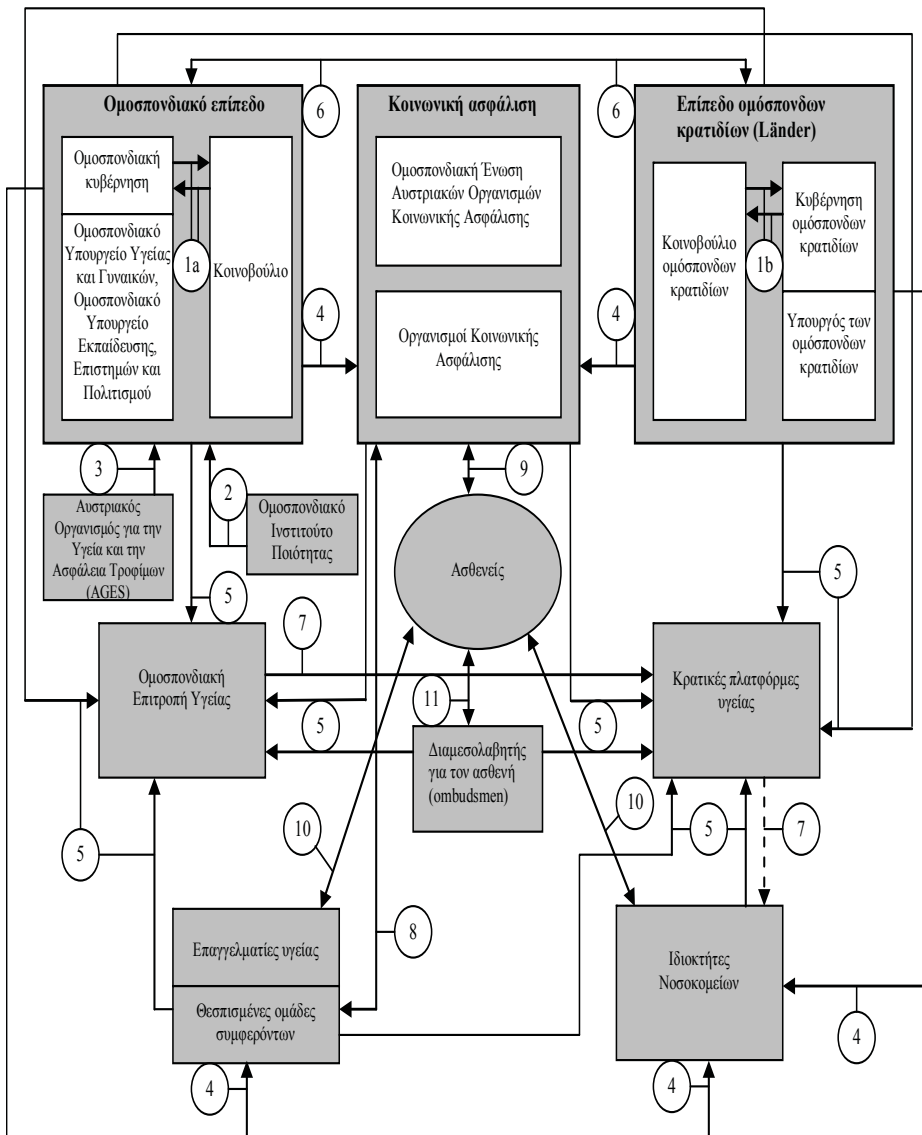 6
6
Ομοσπονδιακό επίπεδο
Ομοσπονδιακή
κυβέρνηση
Ομοσπονδιακό
Υπουργείο Υγείας
και Γυναικών,
Ομοσπονδιακό
Υπουργείο
Εκπαίδευσης,
Επιστημών και
Πολιτισμού
1a
Κοινοβούλιο
Κοινωνική ασφάλιση
Ομοσπονδιακή Ένωση
Αυστριακών Οργανισμών
Κοινωνικής Ασφάλισης
Οργανισμοί Κοινωνικής
Ασφάλισης
Επίπεδο ομόσπονδων
κρατιδίων (Länder)
Κοινοβούλιο
ομόσπονδων
κρατιδίων
1b
Κυβέρνηση
ομόσπονδων
κρατιδίων
Υπουργός των
ομόσπονδων
κρατιδίων
4
4
3
2
9
Αυστριακός
Οργανισμός για την
Υγεία και την
Ασφάλεια Τροφίμων
(AGES)
Ομοσπονδιακό
Ινστιτούτο
Ποιότητας
Ασθενείς
5
5
7
Ομοσπονδιακή
Επιτροπή Υγείας
Κρατικές πλατφόρμες
υγείας
5
11
5
Διαμεσολαβητής
για τον ασθενή
(ombudsmen)
10
10
5
5
7
8
Επαγγελματίες υγείας
Θεσπισμένες ομάδες
συμφερόντων
Ιδιοκτήτες
Νοσοκομείων
4
4
4